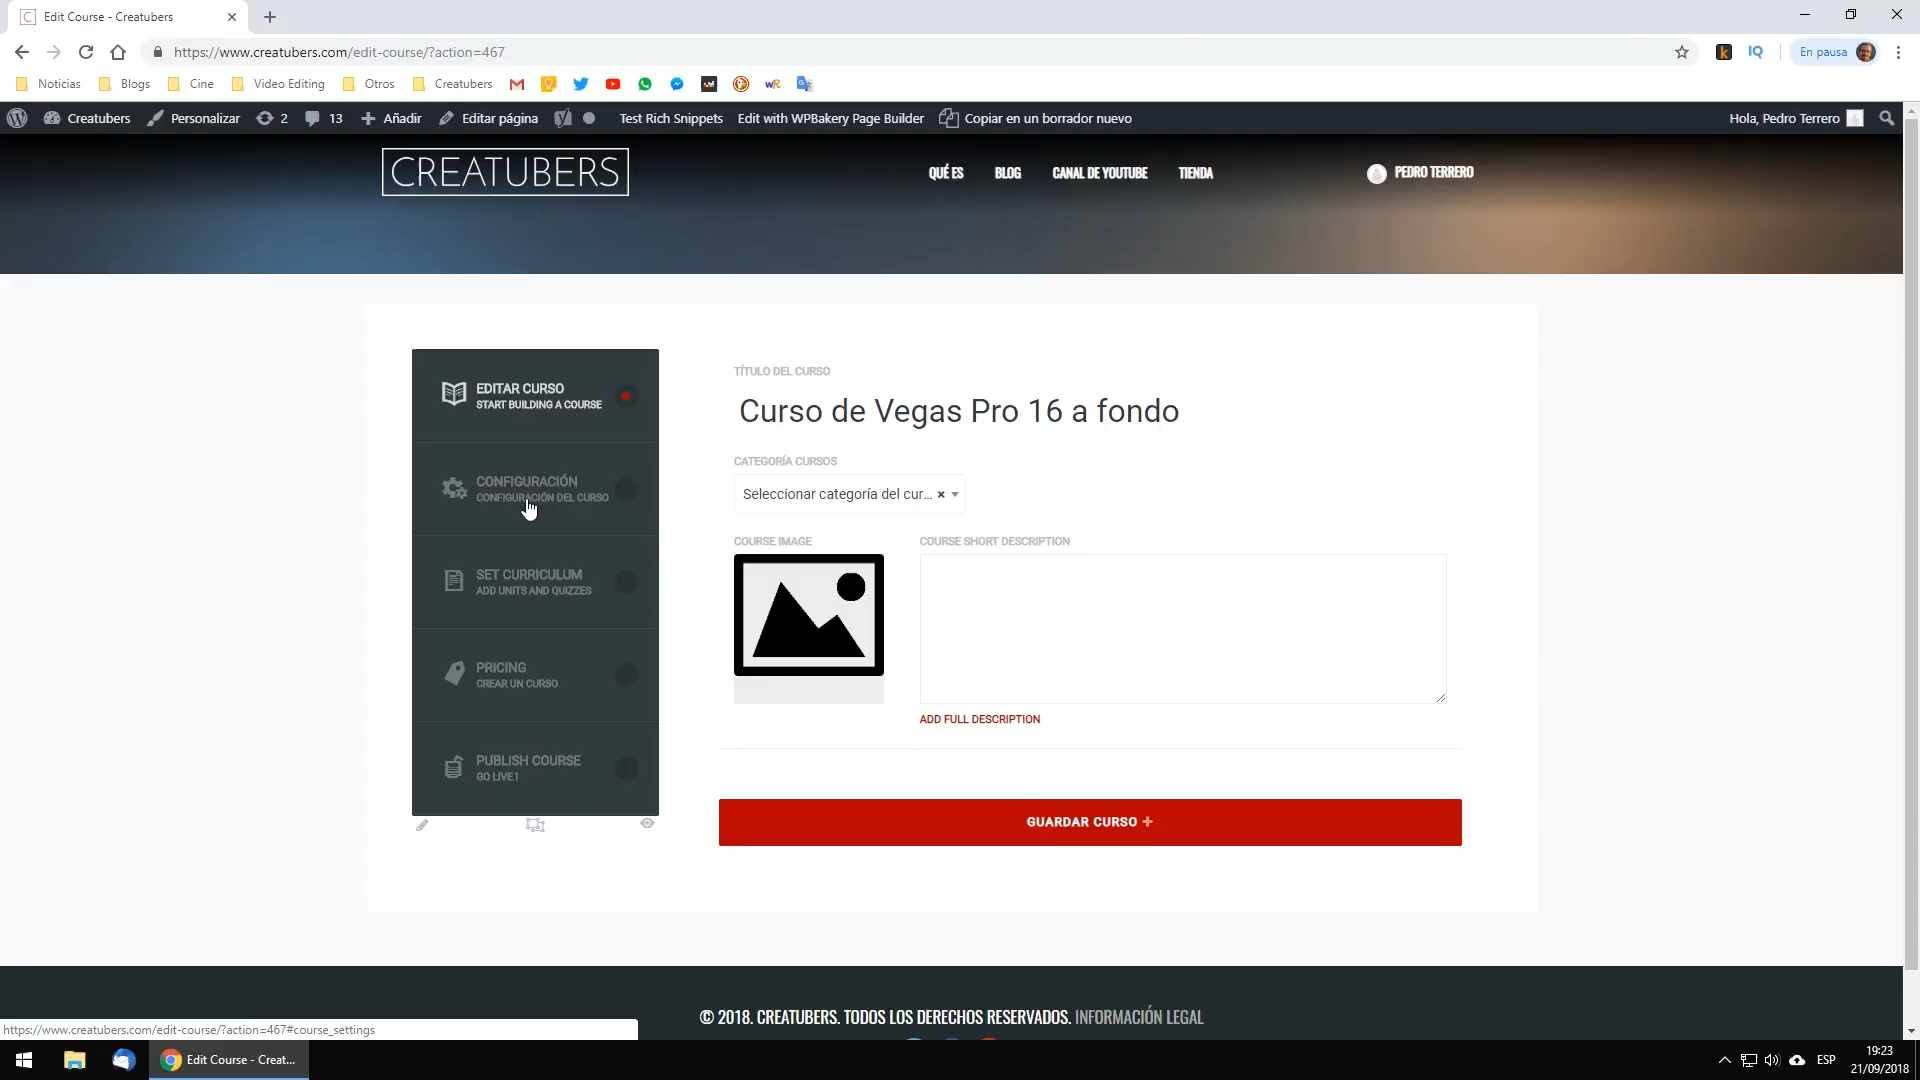 Edit Course - Creatubers
https://www.creatubers.com/edit-course/?action=467
En pausa
Noticias Blogs Cine Video Editing Otros Creatubers
Creatubers Personalizar 2 13 Añadir Editar página Test Rich Snippets Edit with WPBakery Page Builder Copiar en un borrador nuevo Hola, Pedro Terrero
CREATUBERS
QUÉ ES BLOG CANAL DE YOUTUBE TIENDA PEDRO TERRERO
EDITAR CURSO
START BUILDING A COURSE
CONFIGURACIÓN
CONFIGURACIÓN DEL CURSO
SET CURRICULUM
ADD UNITS AND QUIZZES
PRICING
CREAR UN CURSO
PUBLISH COURSE
GO LIVE !
TÍTULO DEL CURSO
Curso de Vegas Pro 16 a fondo
CATEGORÍA CURSOS
Seleccionar categoría del cur... ×
COURSE IMAGE
COURSE SHORT DESCRIPTION
ADD FULL DESCRIPTION
GUARDAR CURSO +
© 2018. CREATUBERS. TODOS LOS DERECHOS RESERVADOS. INFORMACIÓN LEGAL
https://www.creatubers.com/edit-course/?action=467#course_settings
Edit Course - Creat...
ESP
19:23
21/09/2018